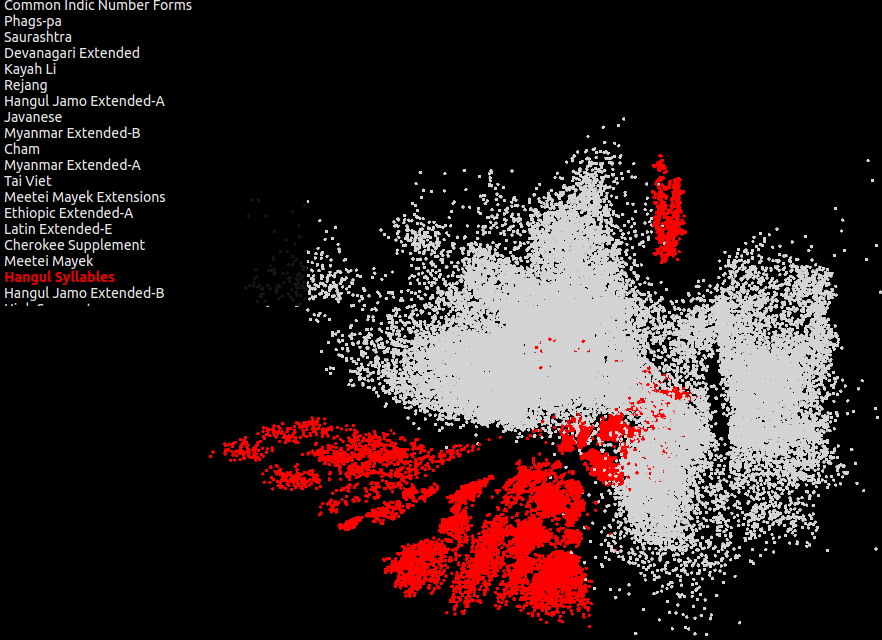 Common Indic Number Forms
Phags-pa
Saurashtra
Devanagari Extended
Kayah Li
Rejang
Hangul Jamo Extended-A
Javanese
Myanmar Extended-B
Cham
Myanmar Extended-A
Tai Viet
Meetei Mayek Extensions
Ethiopic Extended-A
Latin Extended-E
Cherokee Supplement
Meetei Mayek
Hangul Syllables
Hangul Jamo Extended-B